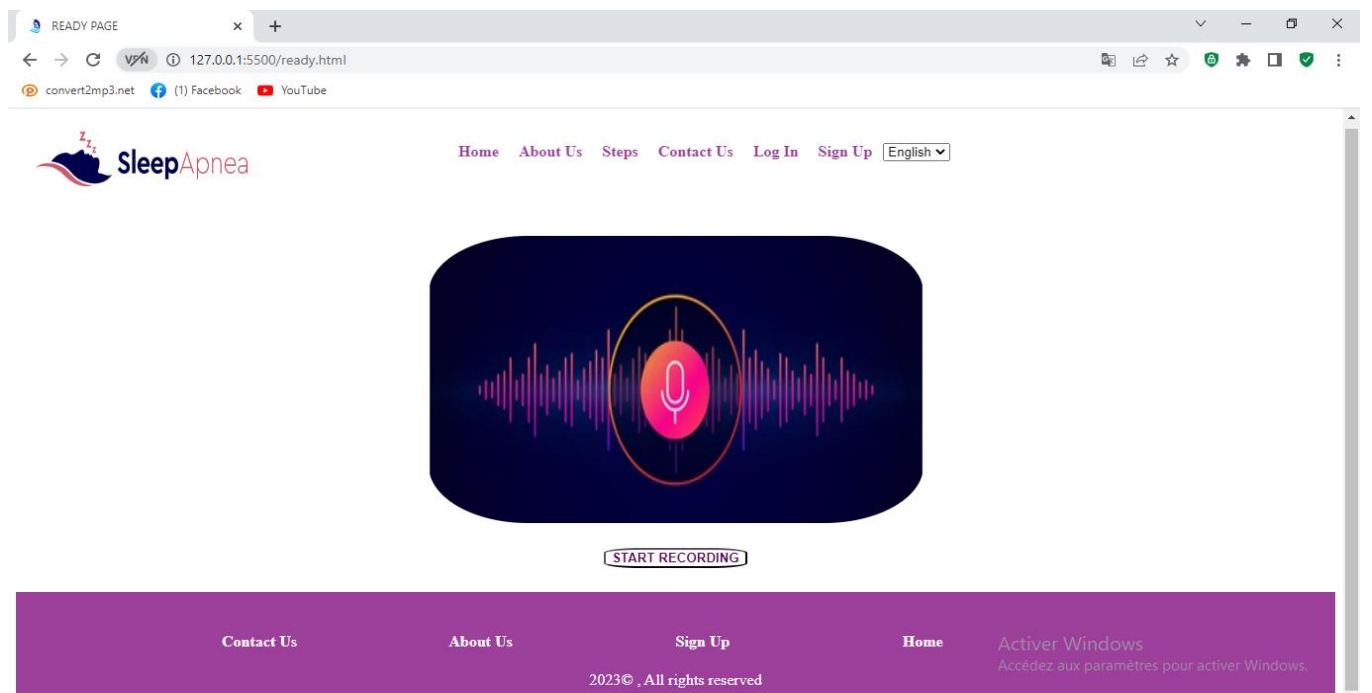 READY PAGE
VPN 127.0.0.1:5500/ready.html
convert2mp3.net (1) Facebook YouTube
z z z
SleepApnea
Home About Us Steps Contact Us Log In Sign Up English
START RECORDING
Contact Us About Us Sign Up Home
Activer Windows
Accédez aux paramètres pour activer Windows.
2023© , All rights reserved